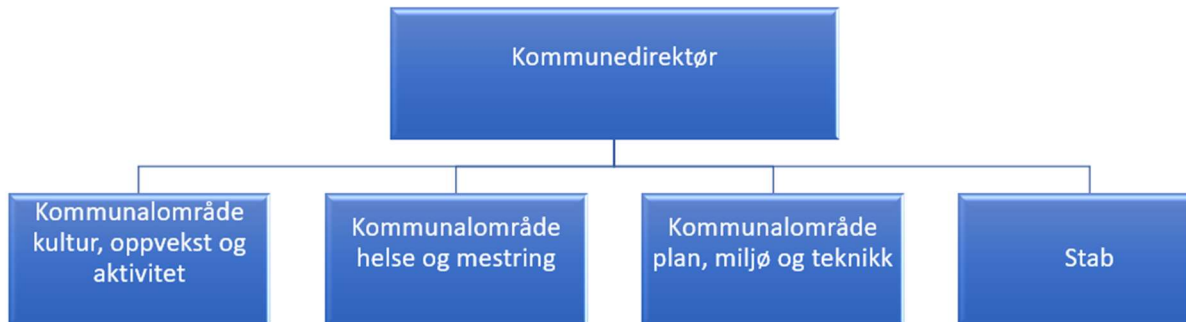 Kommunedirektør
Kommunalområde
kultur, oppvekst og
aktivitet
Kommunalområde
helse og mestring
Kommunalområde
plan, miljø og teknikk
Stab